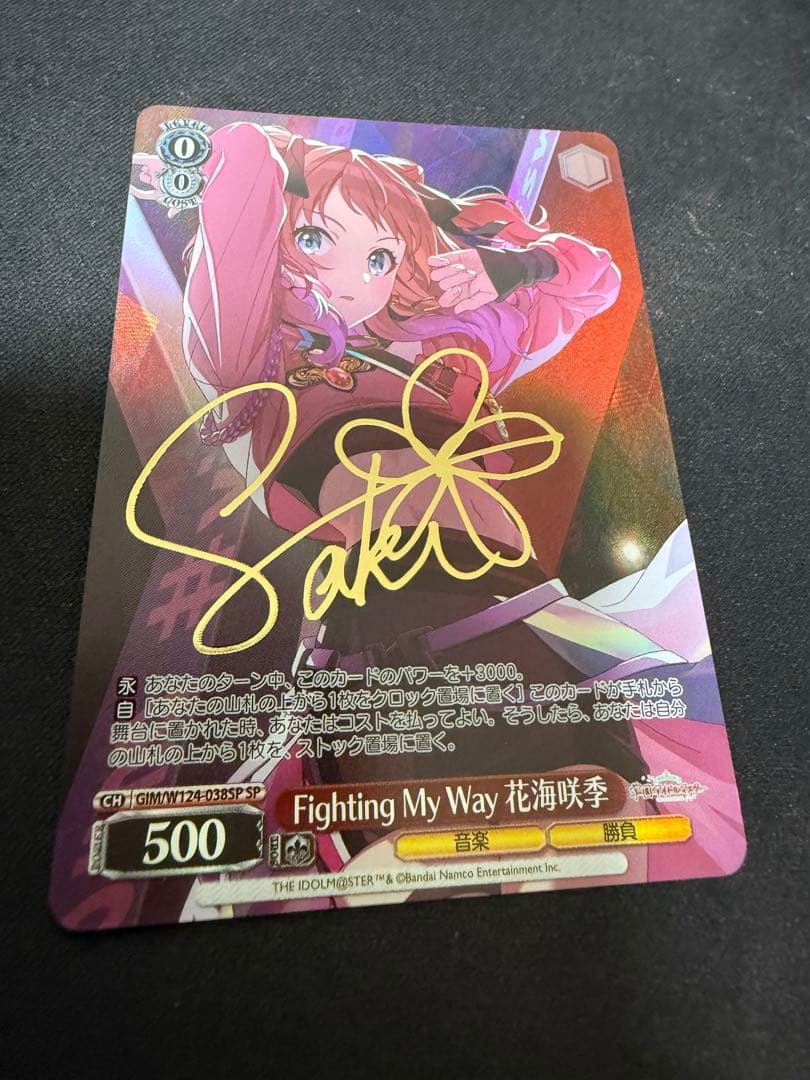 LEVEL
0
0
COST
Saki
永 あなたのターン中、このカードのパワーを＋3000。
自 [あなたの山札の上から1枚をクロック置場に置く] このカードが手札から
舞台に置かれた時、あなたはコストを払ってよい。そうしたら、あなたは自分
の山札の上から1枚を、ストック置場に置く。
CH GIM/W124-038SP SP
Fighting My Way 花海咲季
500
音楽 勝負
THE IDOLM@STER™& ©Bandai Namco Entertainment Inc.